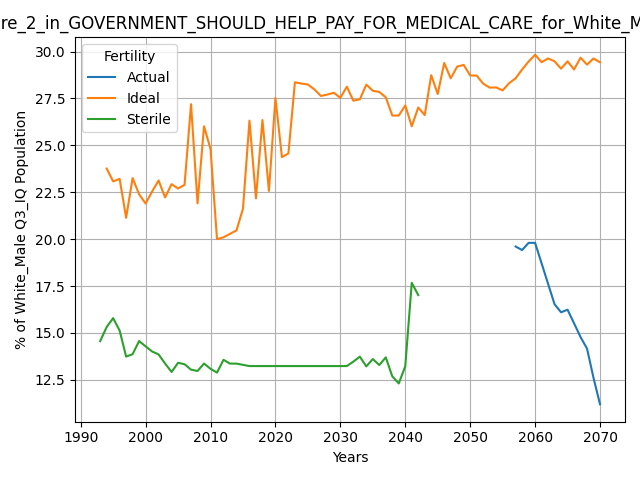 re_2_in_GOVERNMENT_SHOULD_HELP_PAY_FOR_MEDICAL_CARE_for_White_M
Fertility
Actual
Ideal
Sterile
% of White_Male Q3_IQ Population
30.0
27.5
25.0
22.5
20.0
17.5
15.0
12.5
1990 2000 2010 2020 2030 2040 2050 2060 2070
Years